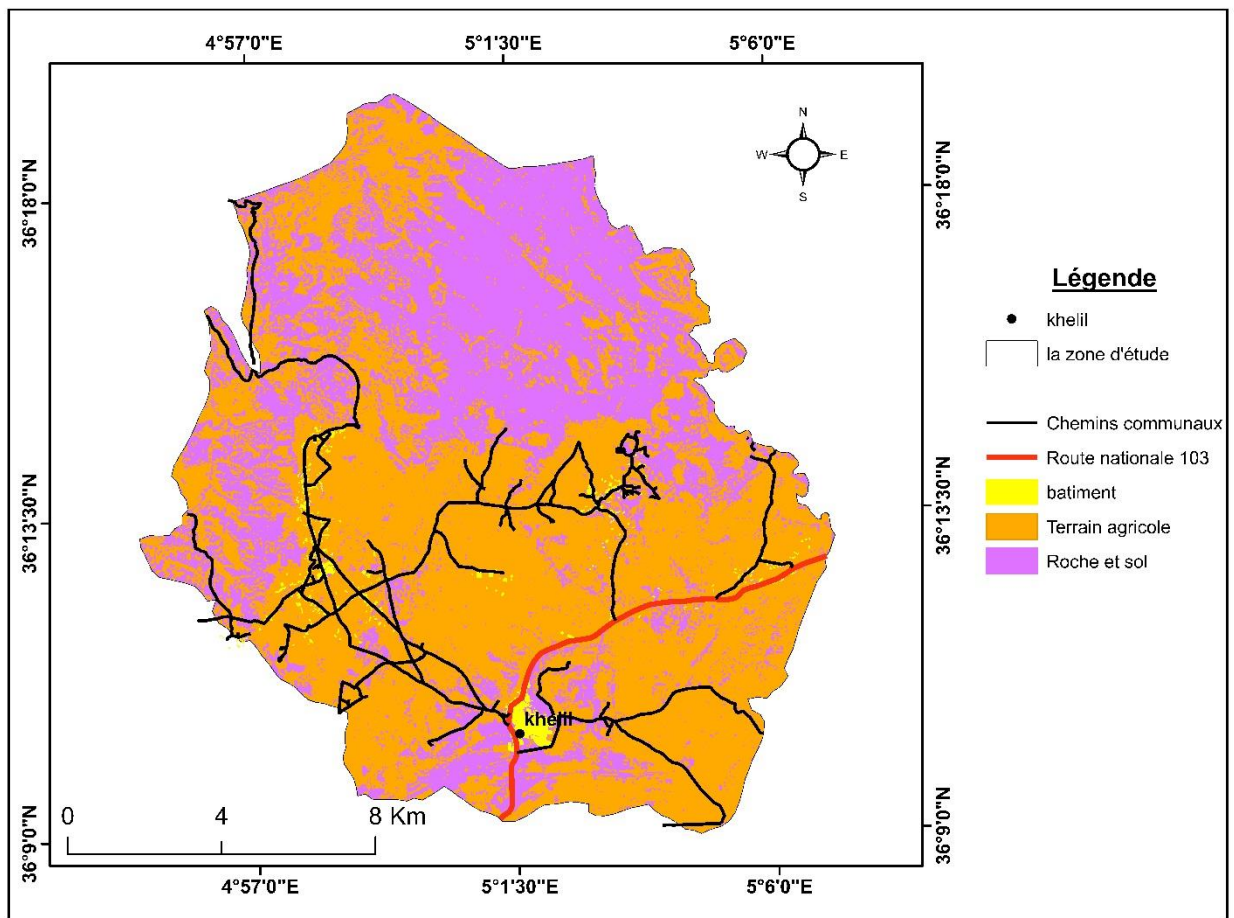 4°57'0"E 5°1'30"E 5°6'0"E
N
W E
S
36°18'0"N 36°18'0"N
36°13'30"N 36°13'30"N
36°9'0"N 36°9'0"N
khelil
0 4 8 Km
4°57'0"E 5°1'30"E 5°6'0"E
Légende
khelil
la zone d'étude
Chemins communaux
Route nationale 103
batiment
Terrain agricole
Roche et sol